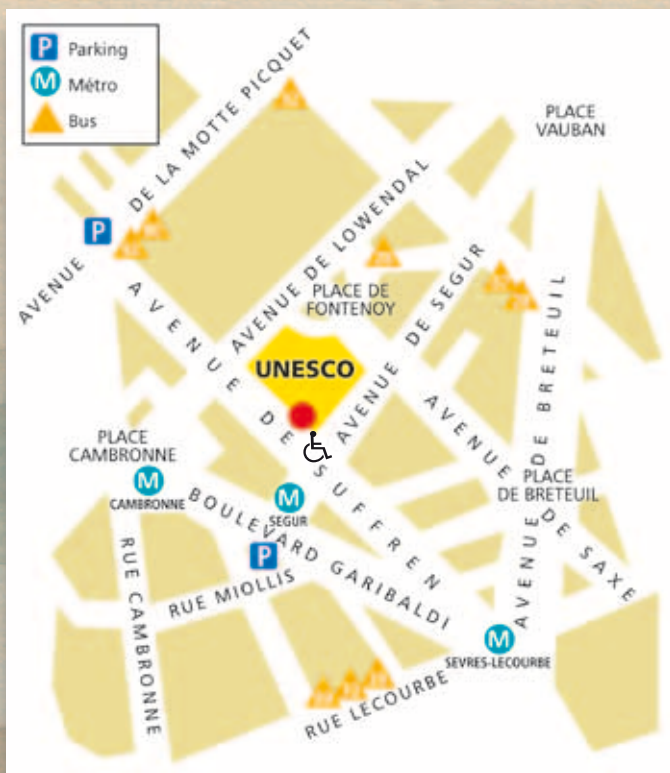 P Parking
M Métro
Bus
AVENUE DE LA MOTTE PICQUET
PLACE
VAUBAN
P
AVENUE DE LOWENDAL
AVENUE DE SEGUR
PLACE DE
FONTENOY
AVENUE DE SUFFREN
UNESCO
AVENUE DE BRETEUIL
AVENUE DE SAXE
PLACE
CAMBRONNE
M
CAMBRONNE
M
SEGUR
PLACE
DE BRETEUIL
BOULEVARD GARIBALDI
P
RUE MIOLLIS
RUE CAMBRONNE
M
SEVRES-LECOURBE
RUE LECOURBE